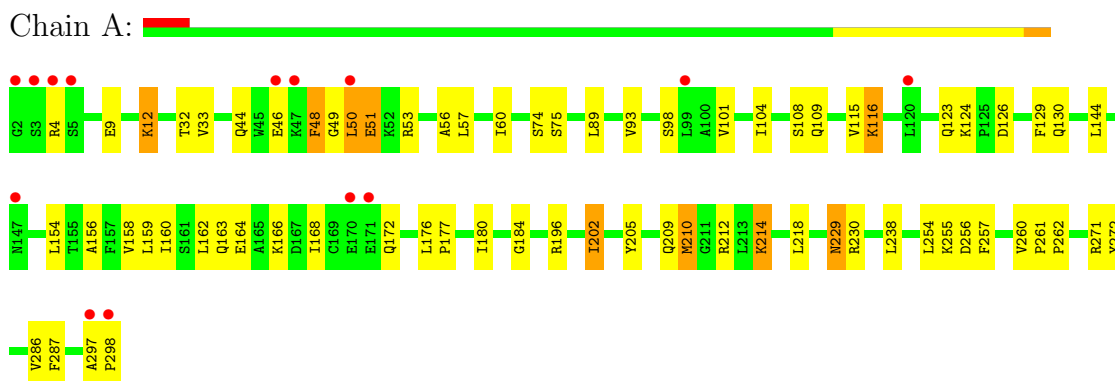 Chain A:
G2 S3 R4 S5 E9 K12 T32 V33 Q44 W45 E46 K47 F48 G49 L50 E51 K52 R53 A56 L57 I60 S74 S75 L89 V93 S98 L99 A100 V101 I104 S108 Q109 V115 K116 L120 Q123 K124 P125 D126 F129 Q130 L144
N147 L154 T155 A156 F157 V158 L159 I160 S161 L162 Q163 E164 A165 K166 D167 I168 C169 E170 E171 Q172 L176 P177 I180 G184 R196 I202 Y205 Q209 M210 G211 R212 L213 K214 L218 N229 R230 L238 L254 K255 D256 F257 V260 P261 P262 R271
V286 F287 A297 P298